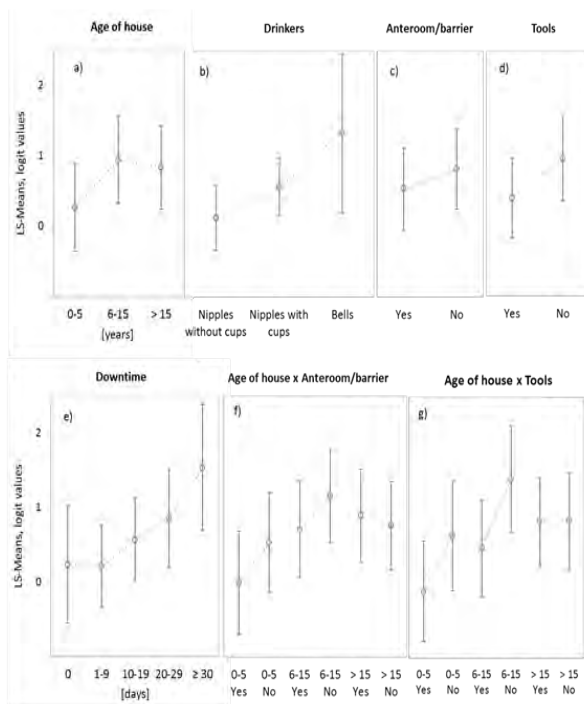 Age of house
Drinkers
Anteroom/barrier
Tools
a)
b)
c)
d)
LS-Means, logit values
2
1
0
0-5
6-15
> 15
[years]
Nipples without cups
Nipples with cups
Bells
Yes
No
Yes
No
Downtime
Age of house x Anteroom/barrier
Age of house x Tools
e)
f)
g)
LS-Means, logit values
2
1
0
0
1-9
10-19
20-29
≥ 30
[days]
0-5 0-5 6-15 6-15 > 15 > 15
Yes No Yes No Yes No
0-5 0-5 6-15 6-15 > 15 > 15
Yes No Yes No Yes No